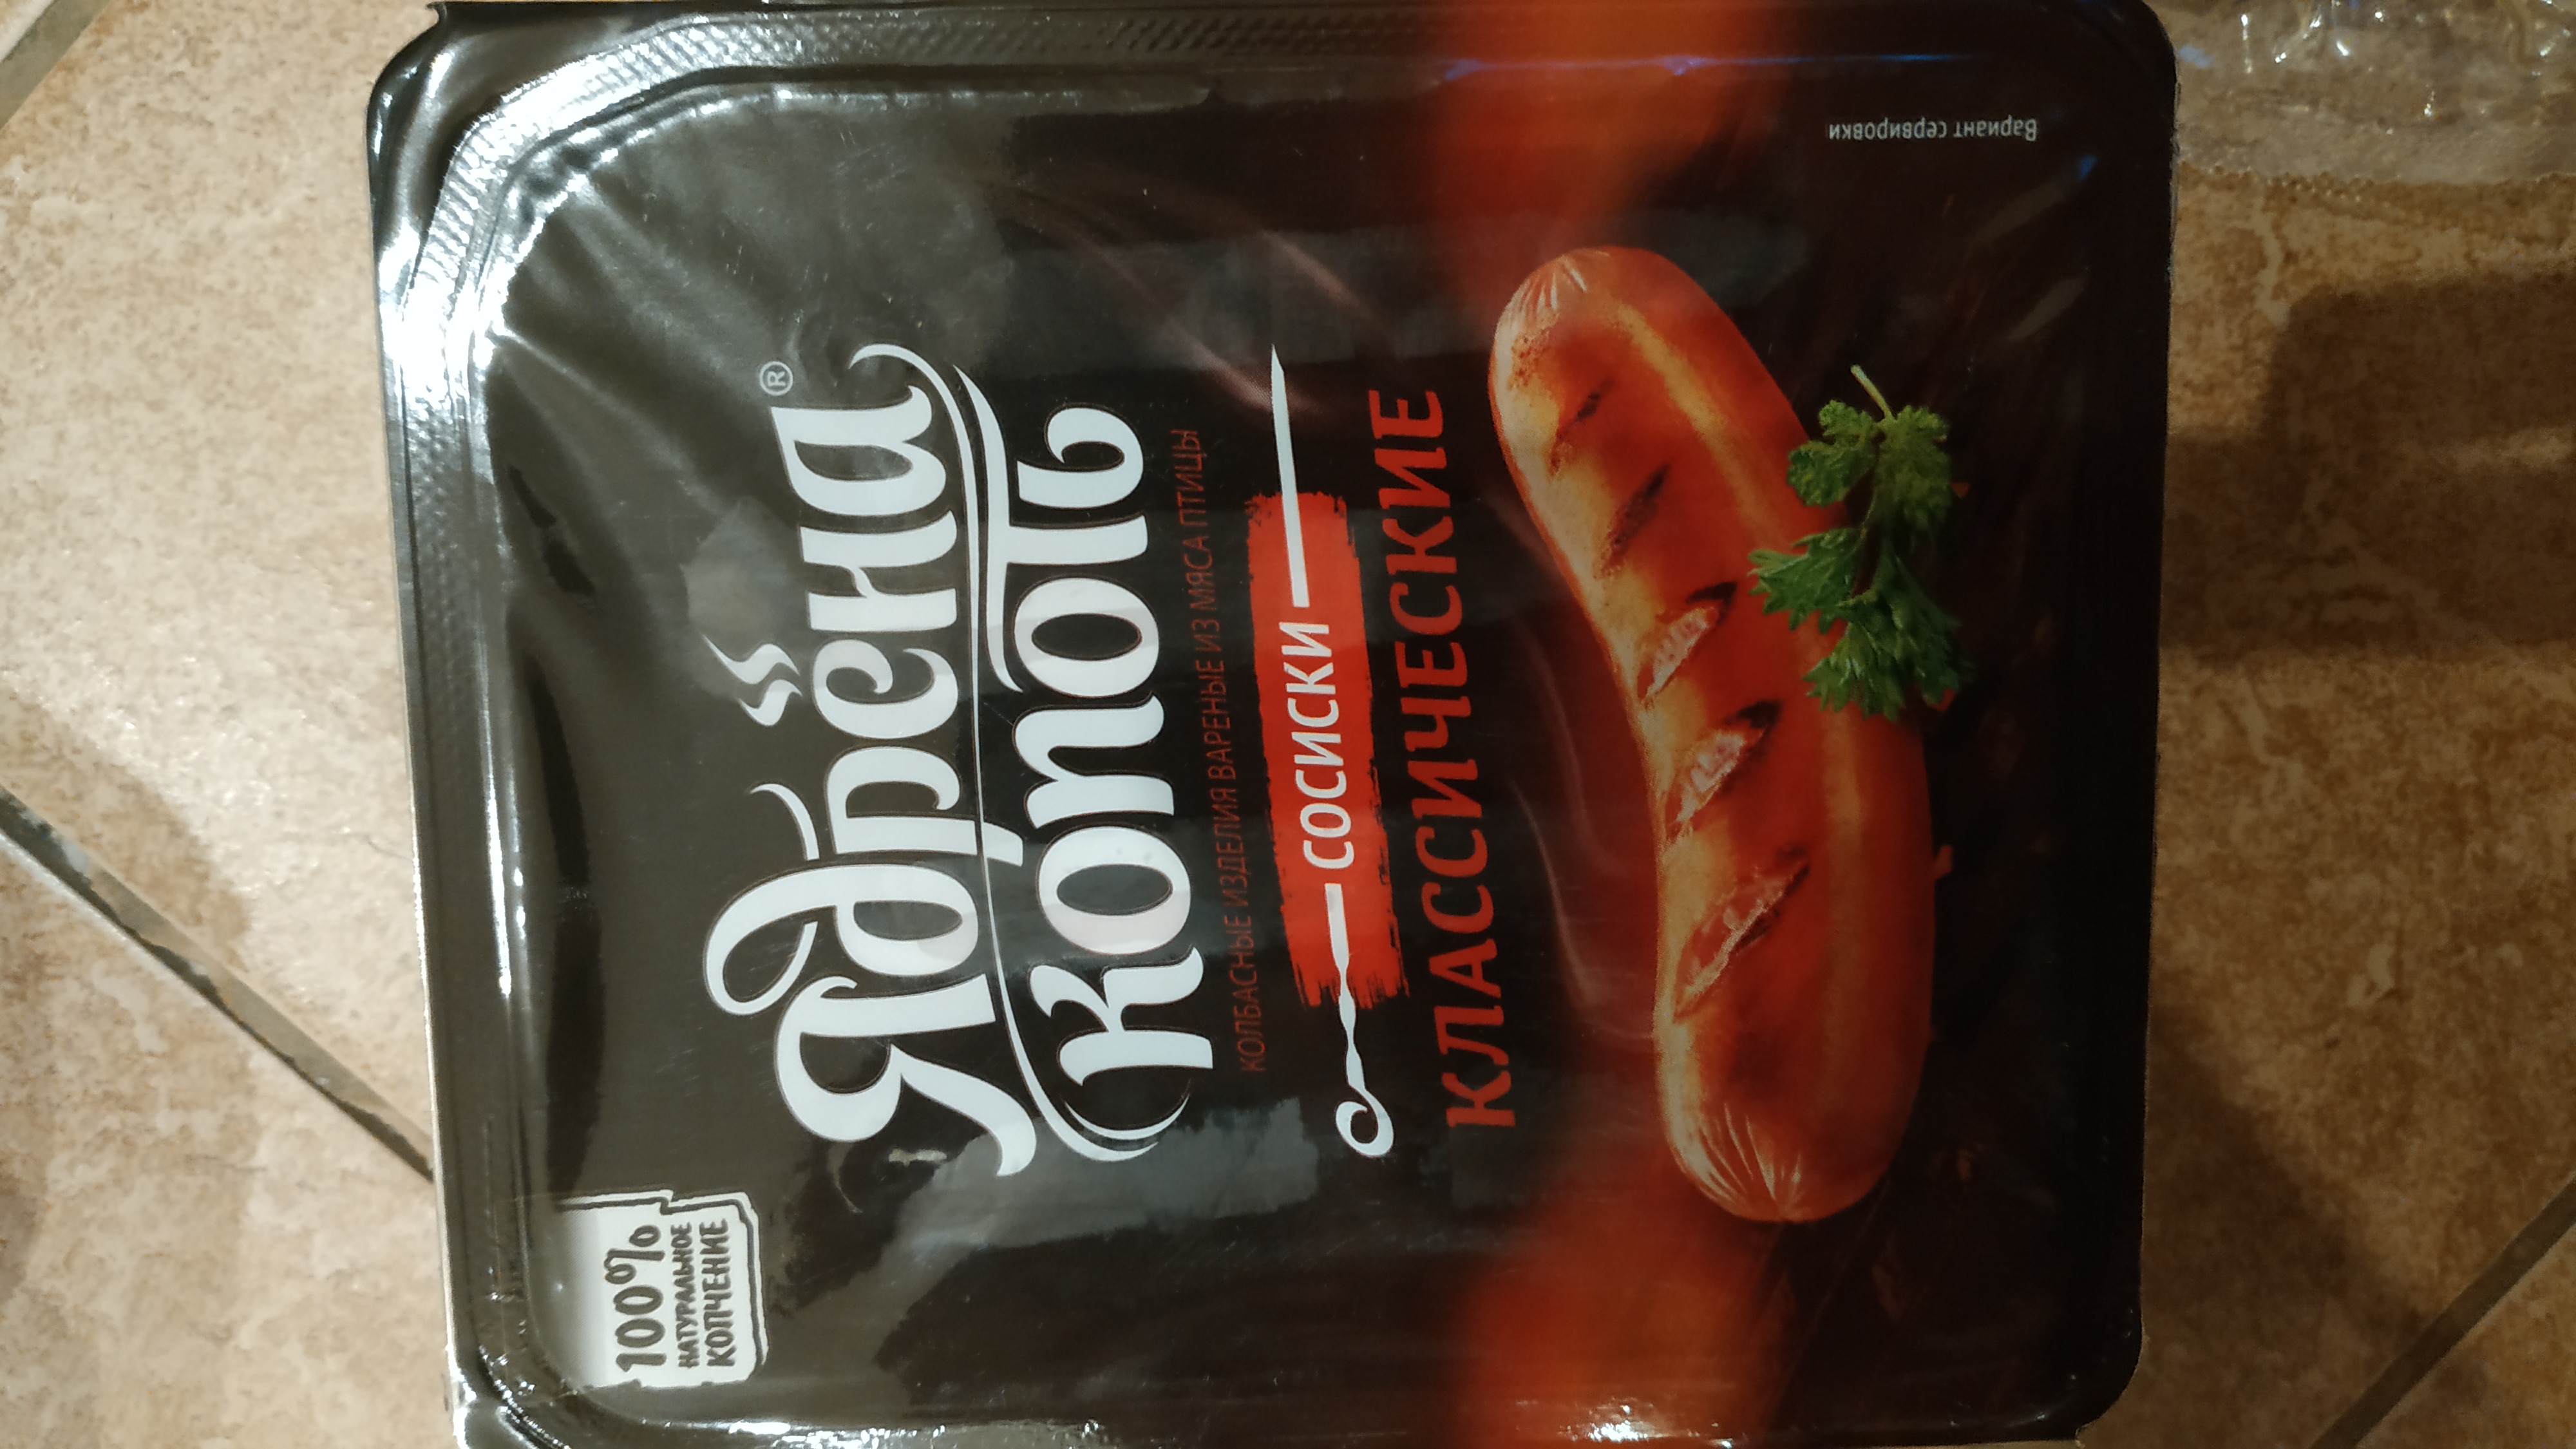 100%
НАТУРАЛЬНОЕ
КОПЧЕНИЕ
Ядрёна
Копоть®
КОЛБАСНЫЕ ИЗДЕЛИЯ ВАРЕНЫЕ ИЗ МЯСА ПТИЦЫ
СОСИСКИ
КЛАССИЧЕСКИЕ
Вариант сервировки